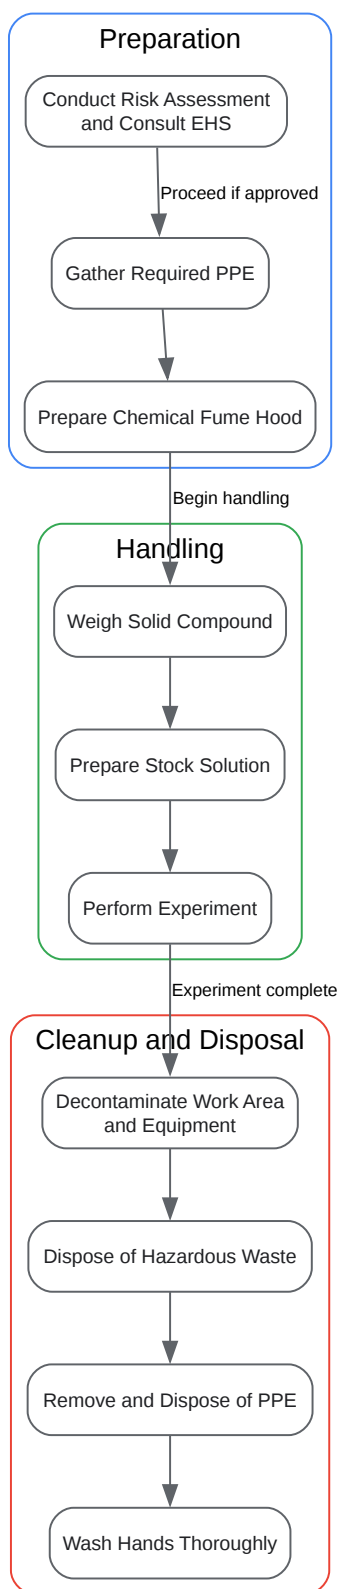 Preparation
Conduct Risk Assessment
and Consult EHS
Proceed if approved
Gather Required PPE
Prepare Chemical Fume Hood
Begin handling
Handling
Weigh Solid Compound
Prepare Stock Solution
Perform Experiment
Experiment complete
Cleanup and Disposal
Decontaminate Work Area
and Equipment
Dispose of Hazardous Waste
Remove and Dispose of PPE
Wash Hands Thoroughly